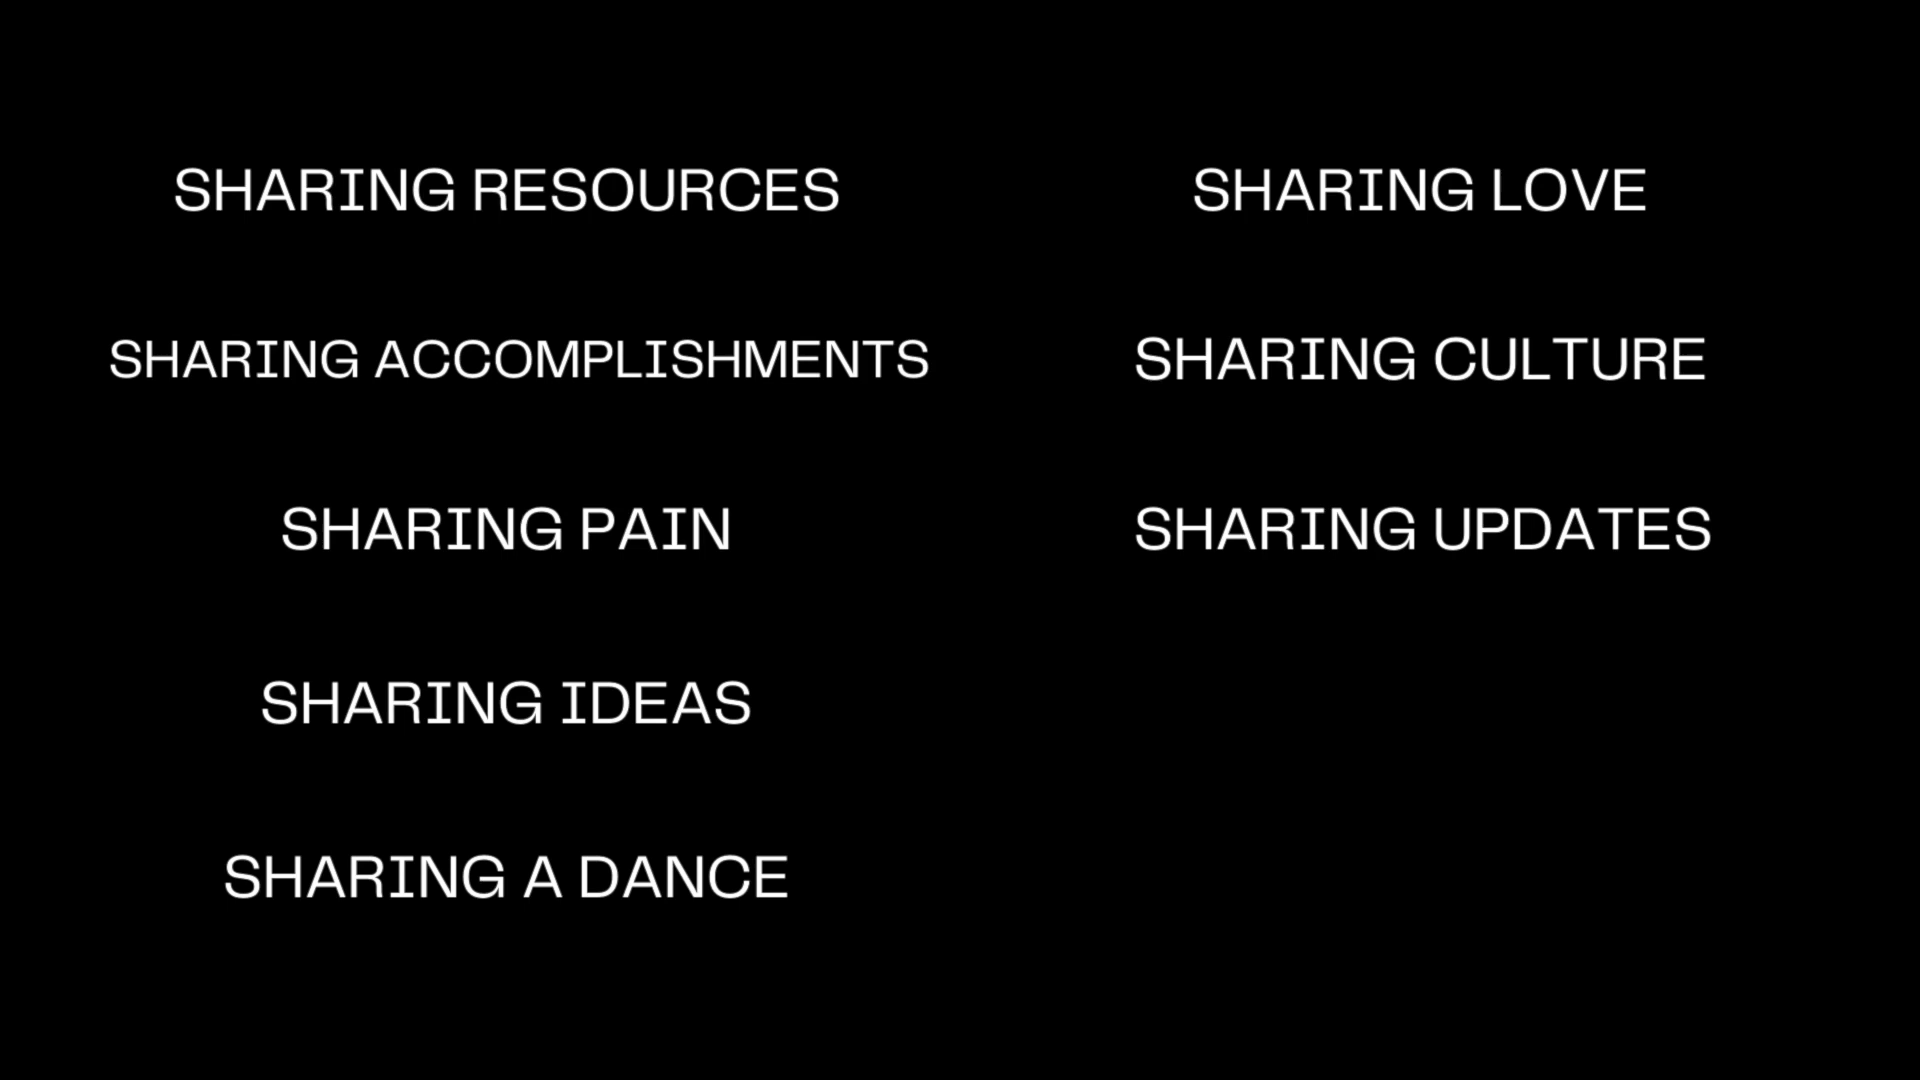 SHARING RESOURCES
SHARING ACCOMPLISHMENTS
SHARING PAIN
SHARING IDEAS
SHARING A DANCE
SHARING LOVE
SHARING CULTURE
SHARING UPDATES